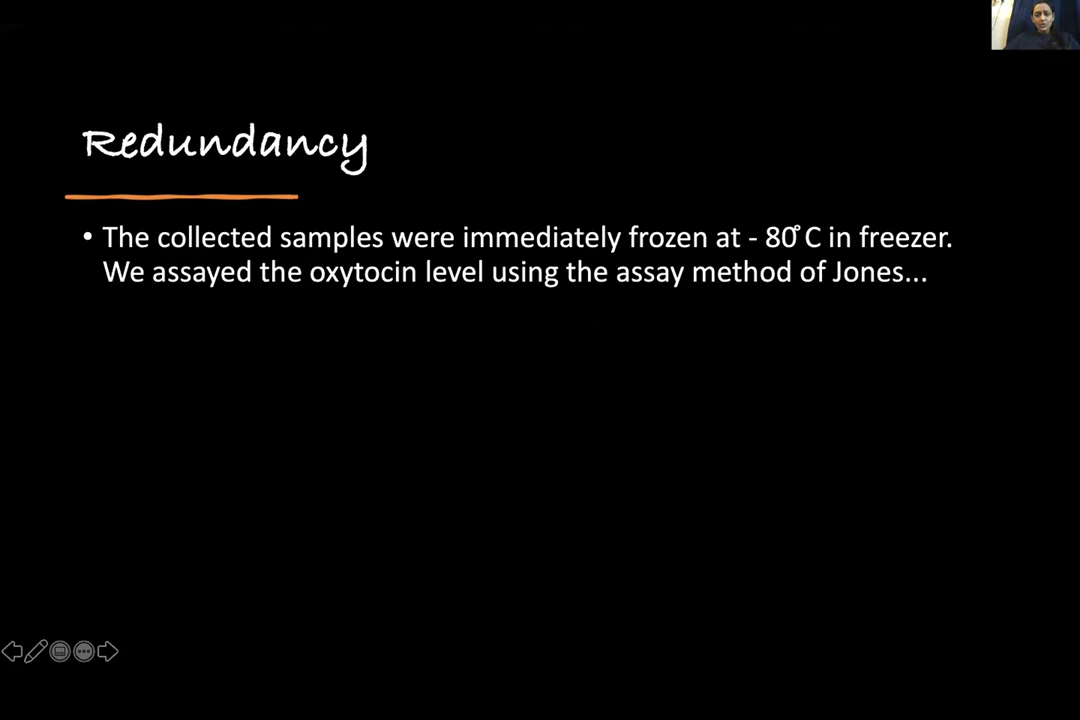 Redundancy
• The collected samples were immediately frozen at - 80̊ C in freezer.
We assayed the oxytocin level using the assay method of Jones...